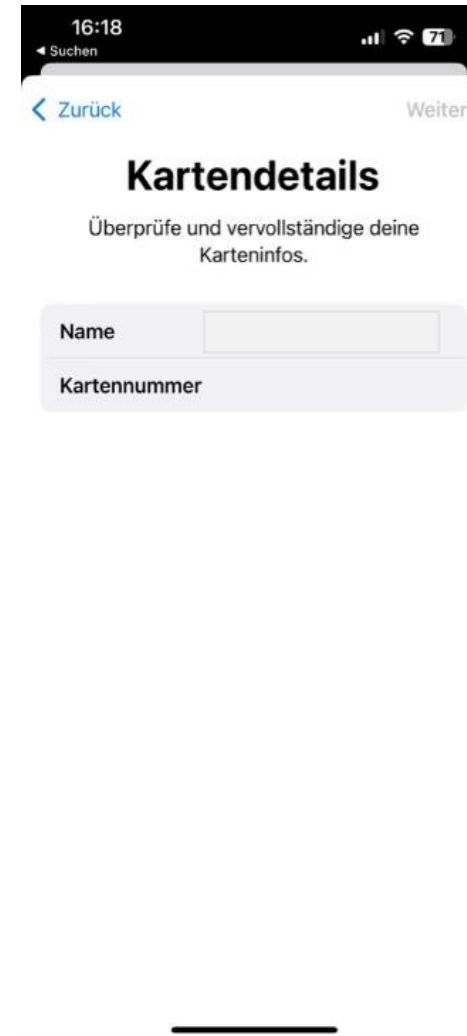 16:18
Suchen
71
Zurück
Weiter
Kartendetails
Überprüfe und vervollständige deine
Karteninfos.
Name
Kartennummer